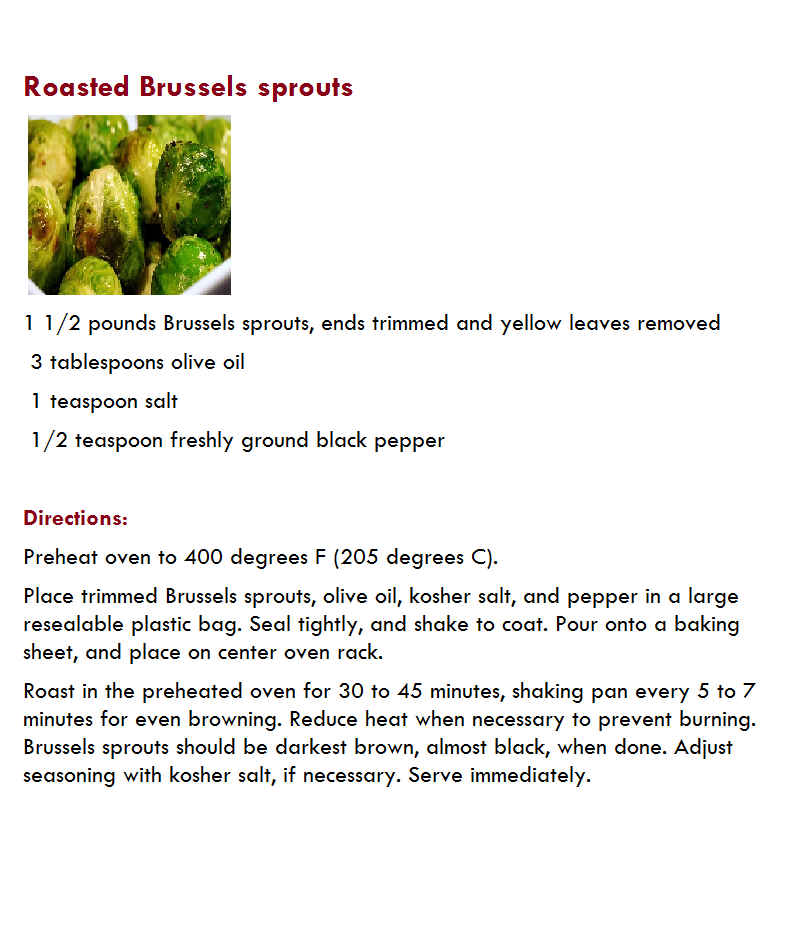 Roasted Brussels sprouts
1 1/2 pounds Brussels sprouts, ends trimmed and yellow leaves removed
3 tablespoons olive oil
1 teaspoon salt
1/2 teaspoon freshly ground black pepper
Directions:
Preheat oven to 400 degrees F (205 degrees C).
Place trimmed Brussels sprouts, olive oil, kosher salt, and pepper in a large
resealable plastic bag. Seal tightly, and shake to coat. Pour onto a baking
sheet, and place on center oven rack.
Roast in the preheated oven for 30 to 45 minutes, shaking pan every 5 to 7
minutes for even browning. Reduce heat when necessary to prevent burning.
Brussels sprouts should be darkest brown, almost black, when done. Adjust
seasoning with kosher salt, if necessary. Serve immediately.